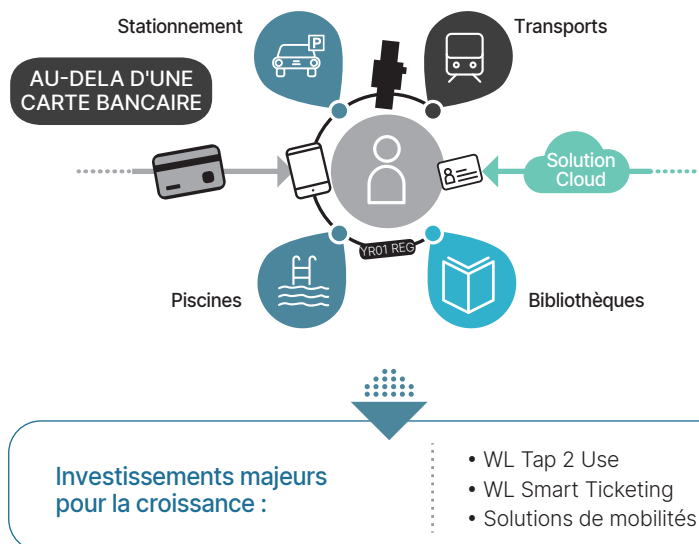 Stationnement
P
Transports
AU-DELA D'UNE
CARTE BANCAIRE
Solution
Cloud
YR01 REG
Piscines
Bibliothèques
Investissements majeurs
pour la croissance :
• WL Tap 2 Use
• WL Smart Ticketing
• Solutions de mobilités